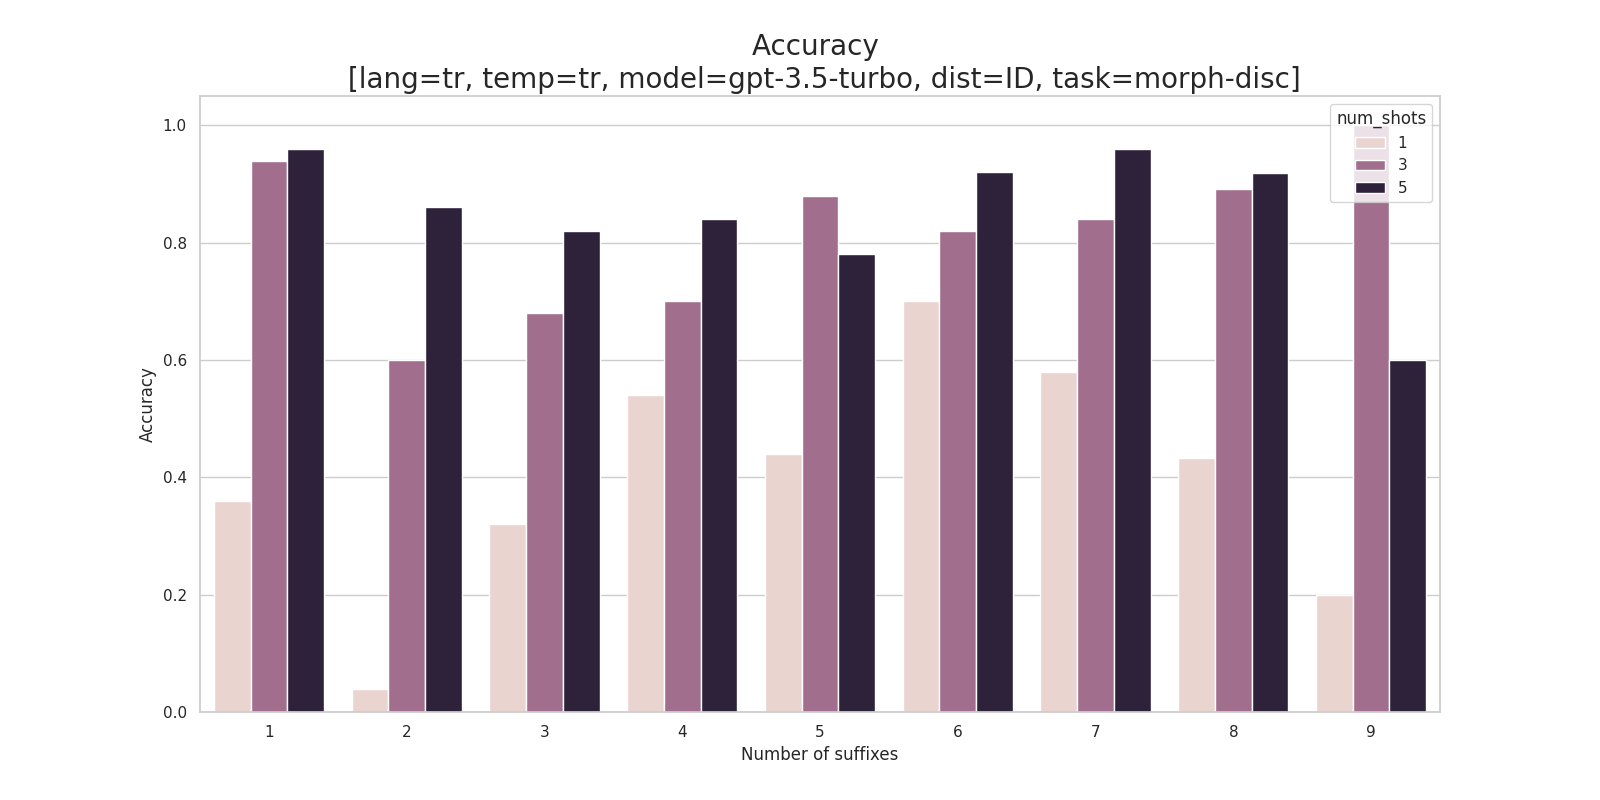 Accuracy
[lang=tr, temp=tr, model=gpt-3.5-turbo, dist=ID, task=morph-disc]
num_shots
1
3
5
1.0
0.8
0.6
0.4
0.2
0.0
Accuracy
1 2 3 4 5 6 7 8 9
Number of suffixes